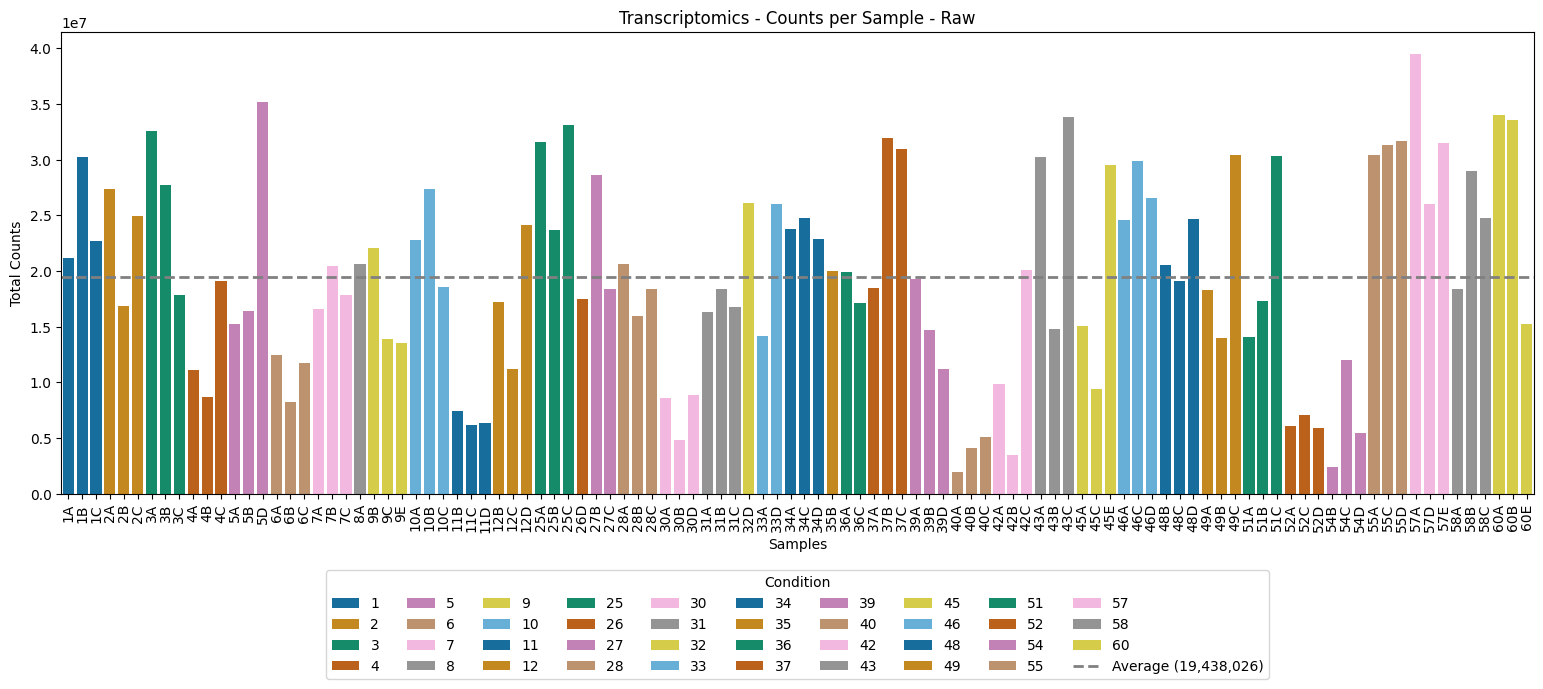 Transcriptomics - Counts per Sample - Raw
1e7
4.0
3.5
3.0
2.5
2.0
1.5
1.0
0.5
0.0
Total Counts
1A 1B 1C 2A 2B 2C 3A 3B 3C 4A 4B 4C 5A 5B 5D 6A 6B 6C 7A 7B 7C 8A 9B 9C 9E 10A 10B 10C 11B 11C 11D 12B 12C 12D 25A 25B 25C 26D 27B 27C 28A 28B 28C 30A 30B 30D 31A 31B 31C 32D 33A 33D 34A 34C 34D 35B 36A 36C 37A 37B 37C 39A 39B 39D 40A 40B 40C 42A 42B 42C 43A 43B 43C 45A 45C 45E 46A 46C 46D 48B 48C 48D 49A 49B 49C 51A 51B 51C 52A 52C 52D 54B 54C 54D 55A 55C 55D 57A 57D 57E 58A 58B 58C 60A 60B 60E
Samples
Condition
1 5 9 25 30 34 39 45 51 57
2 6 10 26 31 35 40 46 52 58
3 7 11 27 32 36 42 48 54 60
4 8 12 28 33 37 43 49 55 Average (19,438,026)